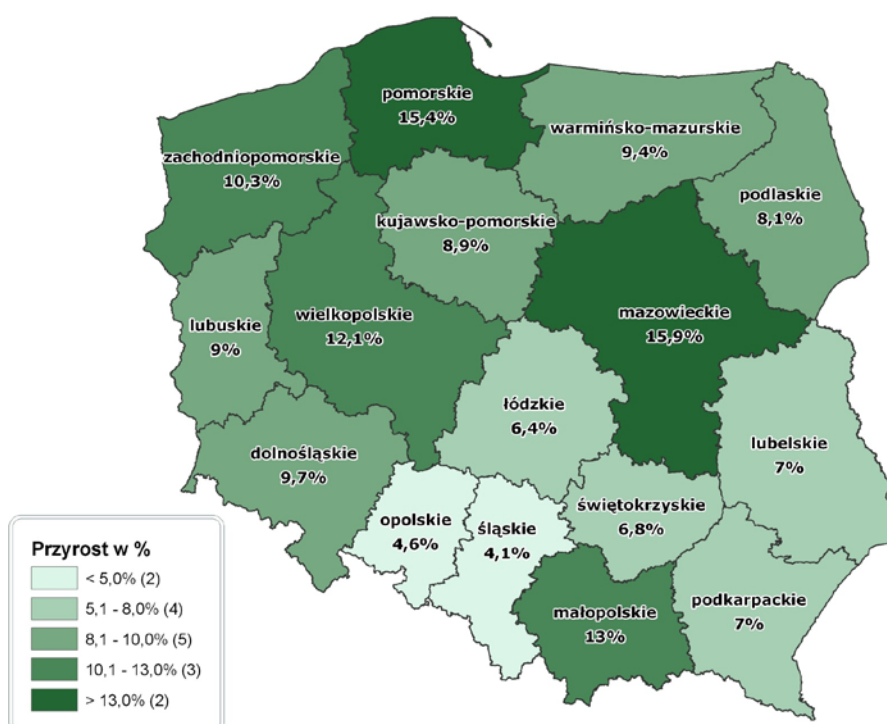 pomorskie
15,4%
warmińsko-mazurskie
9,4%
zachodniopomorskie
10,3%
podlaskie
8,1%
kujawsko-pomorskie
8,9%
mazowieckie
15,9%
wielkopolskie
12,1%
lubuskie
9%
łódzkie
6,4%
lubelskie
7%
dolnośląskie
9,7%
opolskie
4,6%
śląskie
4,1%
świętokrzyskie
6,8%
małopolskie
13%
podkarpackie
7%
Przyrost w %
< 5,0% (2)
5,1 - 8,0% (4)
8,1 - 10,0% (5)
10,1 - 13,0% (3)
> 13,0% (2)